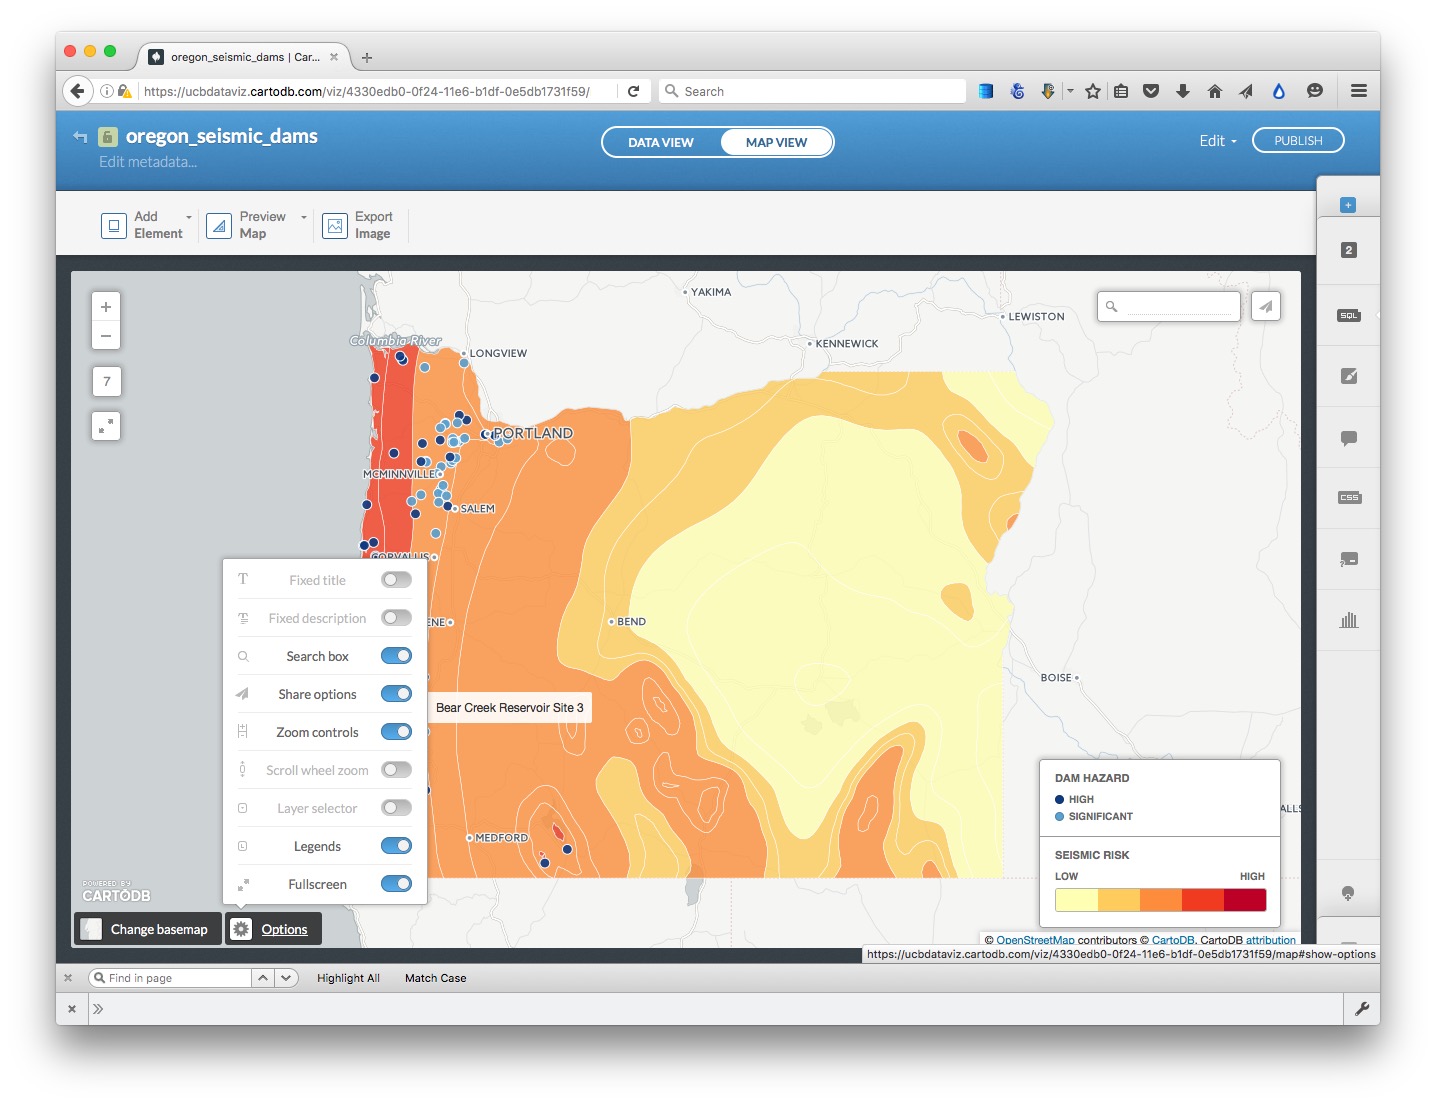 oregon_seismic_dams | Car...
https://ucbdataviz.cartodb.com/viz/4330edb0-0f24-11e6-b1df-0e5db1731f59/
Search
oregon_seismic_dams
Edit metadata...
DATA VIEW
MAP VIEW
Edit
PUBLISH
Add
Element
Preview
Map
Export
Image
2
SQL
CSS
7
YAKIMA
LEWISTON
Columbia River
LONGVIEW
KENNEWICK
PORTLAND
MCMINNVILLE
SALEM
CORVALLIS
ENE
BEND
BOISE
MEDFORD
ALLS
Fixed title
Fixed description
Search box
Share options
Zoom controls
Scroll wheel zoom
Layer selector
Legends
Fullscreen
Bear Creek Reservoir Site 3
DAM HAZARD
HIGH
SIGNIFICANT
SEISMIC RISK
LOW HIGH
POWERED BY
CARTODB
Change basemap
Options
© OpenStreetMap contributors © CartoDB, CartoDB attribution
https://ucbdataviz.cartodb.com/viz/4330edb0-0f24-11e6-b1df-0e5db1731f59/map#show-options
Find in page
Highlight All
Match Case